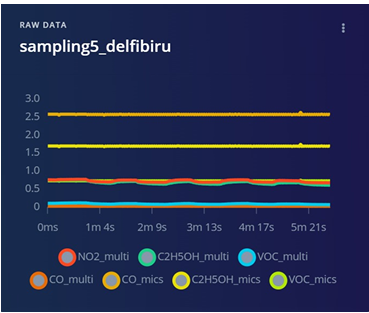 RAW DATA
sampling5_delfibiru
3.0
2.5
2.0
1.5
1.0
0.5
0
0ms 1m 4s 2m 9s 3m 13s 4m 17s 5m 21s
NO2_multi C2H5OH_multi VOC_multi
CO_multi CO_mics C2H5OH_mics VOC_mics